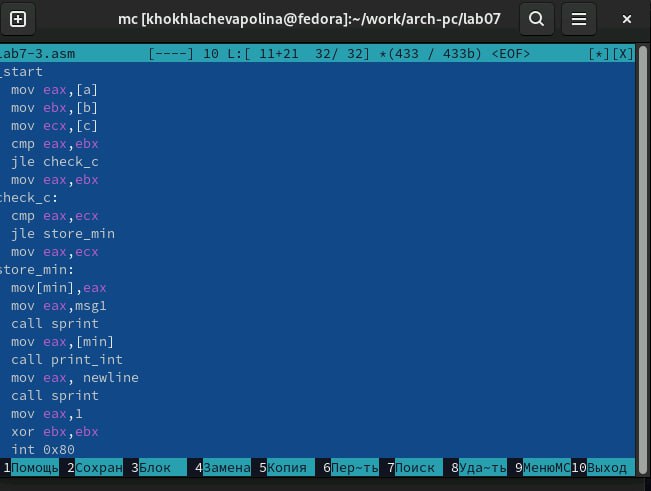 mc [khokhlachevapolina@fedora]:~/work/arch-pc/lab07
lab7-3.asm [----] 10 L:[ 11+21 32/ 32] *(433 / 433b) <EOF> [*][X]
_start
mov eax,[a]
mov ebx,[b]
mov ecx,[c]
cmp eax,ebx
jle check_c
mov eax,ebx
check_c:
cmp eax,ecx
jle store_min
mov eax,ecx
store_min:
mov[min],eax
mov eax,msg1
call sprint
mov eax,[min]
call print_int
mov eax, newline
call sprint
mov eax,1
xor ebx,ebx
int 0x80
1Помощь 2Сохран 3Блок 4Замена 5Копия 6Пер~ть 7Поиск 8Уда~ть 9МенюMC 10Выход